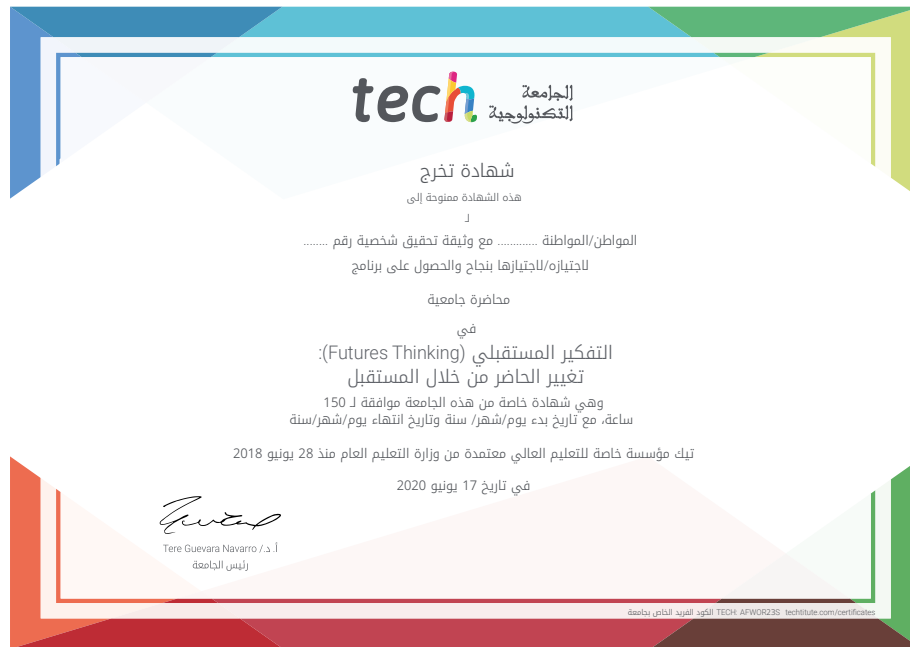 tech
الجامعة
التكنولوجية
شهادة تخرج
هذه الشهادة ممنوحة إلى
لـ
المواطن/المواطنة ............ مع وثيقة تحقيق شخصية رقم ........
لاجتيازه/لاجتيازها بنجاح والحصول على برنامج
محاضرة جامعية
في
التفكير المستقبلي (Futures Thinking):
تغيير الحاضر من خلال المستقبل
وهي شهادة خاصة من هذه الجامعة موافقة لـ 150
ساعة، مع تاريخ بدء يوم/شهر/ سنة وتاريخ انتهاء يوم/شهر/سنة
تيك مؤسسة خاصة للتعليم العالي معتمدة من وزارة التعليم العام منذ 28 يونيو 2018
في تاريخ 17 يونيو 2020
أ. د./ Tere Guevara Navarro
رئيس الجامعة
الكود الفريد الخاص بجامعة TECH: AFWOR23S techtitute.com/certificates